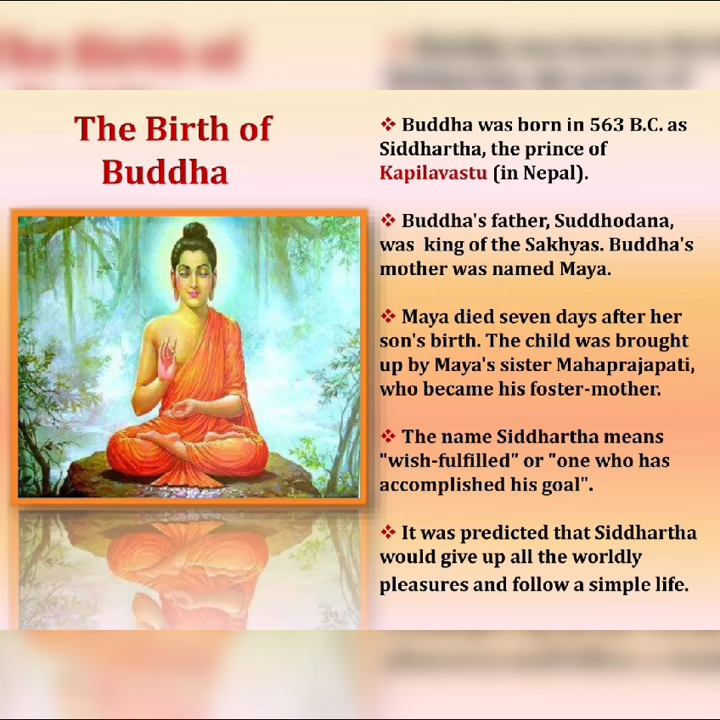 The Birth of
Buddha
❖ Buddha was born in 563 B.C. as
Siddhartha, the prince of
Kapilavastu (in Nepal).
❖ Buddha's father, Suddhodana,
was king of the Sakhyas. Buddha's
mother was named Maya.
❖ Maya died seven days after her
son's birth. The child was brought
up by Maya's sister Mahaprajapati,
who became his foster-mother.
❖ The name Siddhartha means
"wish-fulfilled" or "one who has
accomplished his goal".
❖ It was predicted that Siddhartha
would give up all the worldly
pleasures and follow a simple life.